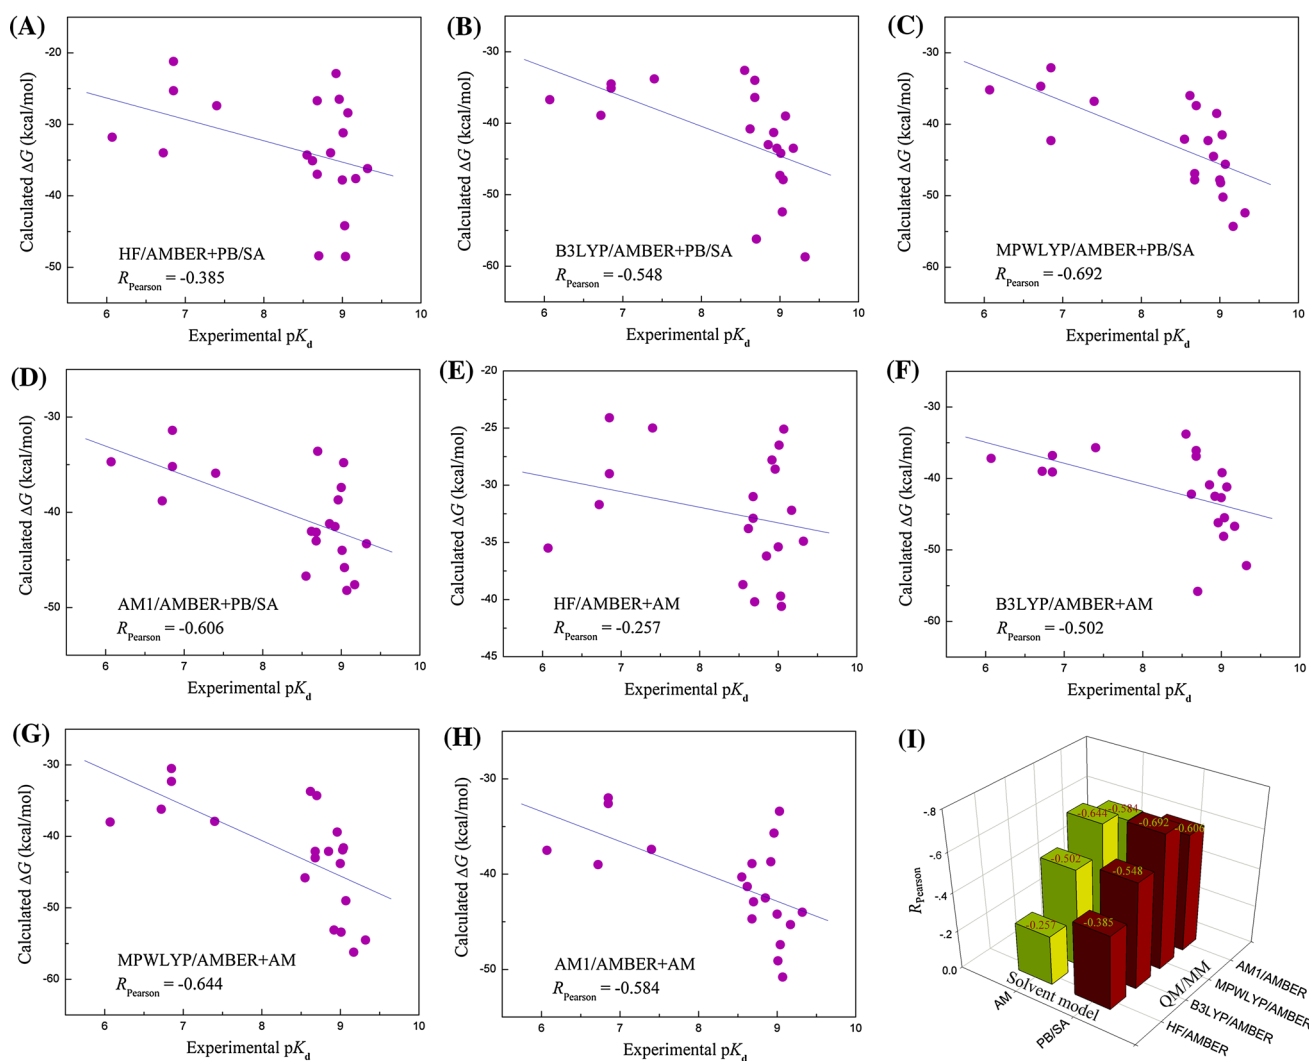 (A)
-20
-30
-40
-50
6 7 8 9 10
Calculated ΔG (kcal/mol)
Experimental pKd
HF/AMBER+PB/SA
RPearson = -0.385
(B)
-30
-40
-50
-60
6 7 8 9 10
Calculated ΔG (kcal/mol)
Experimental pKd
B3LYP/AMBER+PB/SA
RPearson = -0.548
(C)
-30
-40
-50
-60
6 7 8 9 10
Calculated ΔG (kcal/mol)
Experimental pKd
MPWLYP/AMBER+PB/SA
RPearson = -0.692
(D)
-30
-40
-50
6 7 8 9 10
Calculated ΔG (kcal/mol)
Experimental pKd
AM1/AMBER+PB/SA
RPearson = -0.606
(E)
-20
-25
-30
-35
-40
-45
6 7 8 9 10
Calculated ΔG (kcal/mol)
Experimental pKd
HF/AMBER+AM
RPearson = -0.257
(F)
-30
-40
-50
-60
6 7 8 9 10
Calculated ΔG (kcal/mol)
Experimental pKd
B3LYP/AMBER+AM
RPearson = -0.502
(G)
-30
-40
-50
-60
6 7 8 9 10
Calculated ΔG (kcal/mol)
Experimental pKd
MPWLYP/AMBER+AM
RPearson = -0.644
(H)
-30
-40
-50
6 7 8 9 10
Calculated ΔG (kcal/mol)
Experimental pKd
AM1/AMBER+AM
RPearson = -0.584
(I)
-.8
-.6
-.4
-.2
0.0
RPearson
-0.644
-0.584
-0.692
-0.606
-0.502
-0.548
-0.257
-0.385
Solvent model
AM
PB/SA
QM/MM
AM1/AMBER
MPWLYP/AMBER
B3LYP/AMBER
HF/AMBER